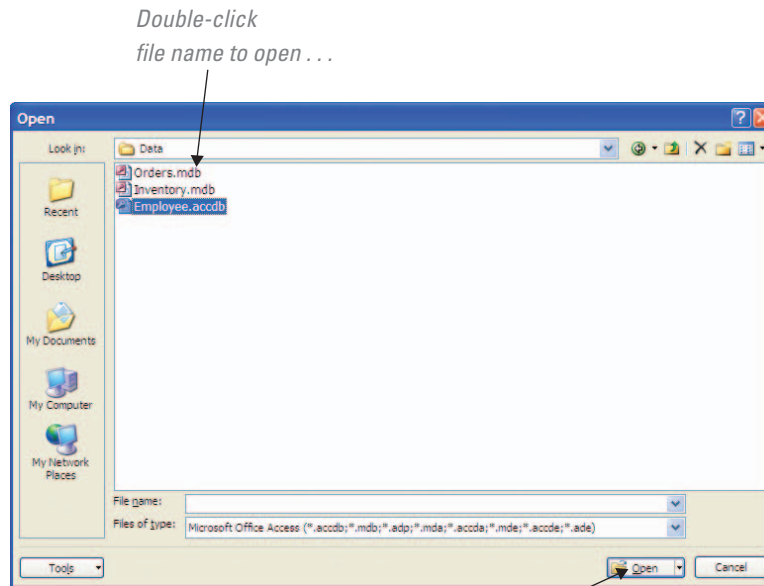 Double-click
file name to open . . .
Open
Look in: Data
Orders.mdb
Inventory.mdb
Employee.accdb
Recent
Desktop
My Documents
My Computer
My Network
Places
File name:
Files of type: Microsoft Office Access (*.accdb;*.mdb;*.adp;*.mda;*.accda;*.mde;*.accde;*.ade)
Tools
Open
Cancel